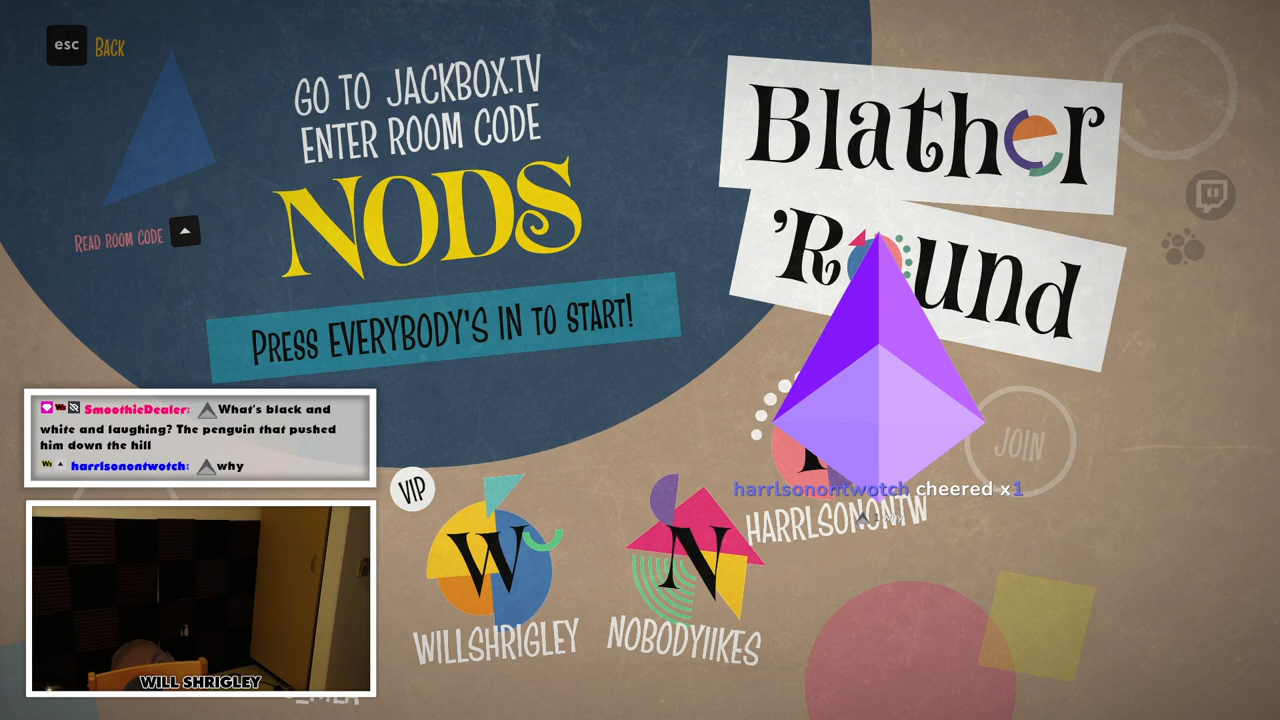 esc BACK
GO TO JACKBOX.TV
ENTER ROOM CODE
NODS
READ ROOM CODE
PRESS EVERYBODY'S IN TO START!
Blather
'Round
SmoothieDealer: What's black and
white and laughing? The penguin that pushed
him down the hill
harrlsonontwotch: why
JOIN
harrlsonontwotch cheered x1
VIP
W
N
HARRLSONONTW
WILLSHRIGLEY
NOBODYIIKES
WILL SHRIGLEY